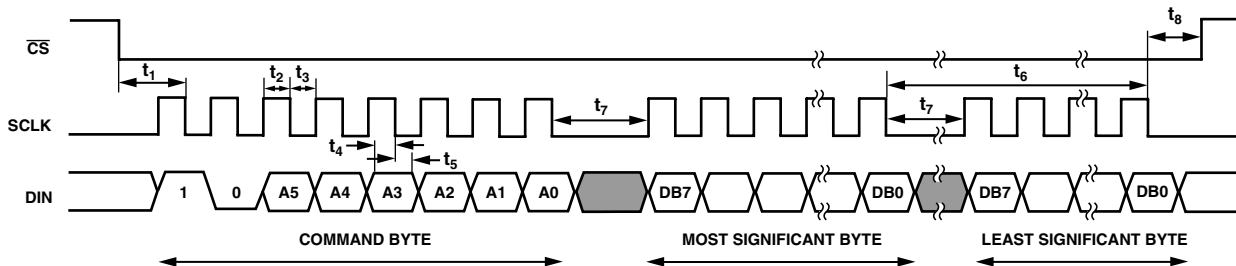 t8
CS
t1 t2 t3 t6
t7 t7
SCLK
t4 t5
DIN 1 0 A5 A4 A3 A2 A1 A0 DB7 DB0 DB7 DB0
COMMAND BYTE MOST SIGNIFICANT BYTE LEAST SIGNIFICANT BYTE